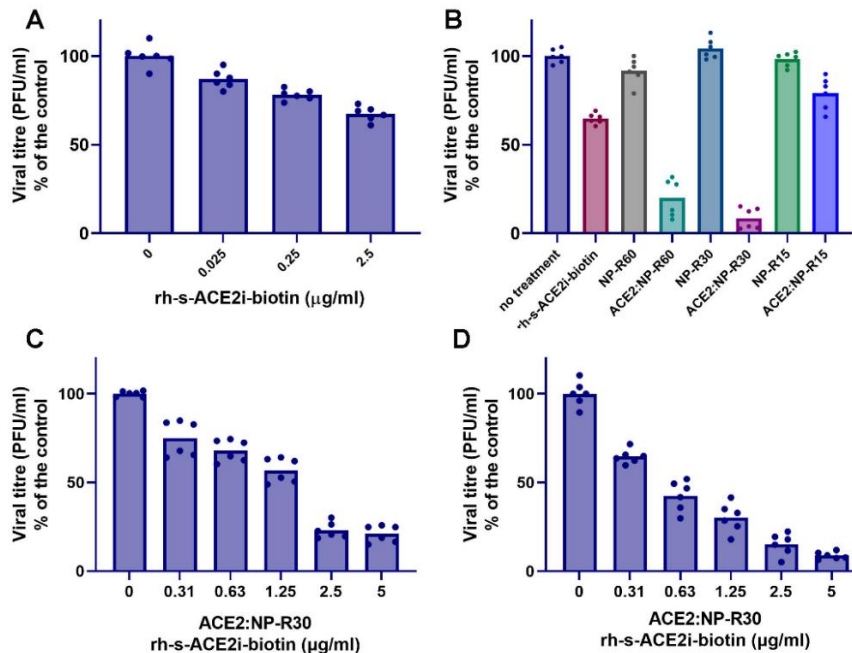 A
Viral titre (PFU/ml)
% of the control
100
50
0
0
0.025
0.25
2.5
rh-s-ACE2i-biotin (μg/ml)
B
Viral titre (PFU/ml)
% of the control
100
50
0
no treatment
rh-s-ACE2i-biotin
NP-R60
ACE2:NP-R60
NP-R30
ACE2:NP-R30
NP-R15
ACE2:NP-R15
C
Viral titre (PFU/ml)
% of the control
100
50
0
0
0.31
0.63
1.25
2.5
5
ACE2:NP-R30
rh-s-ACE2i-biotin (μg/ml)
D
Viral titre (PFU/ml)
% of the control
100
50
0
0
0.31
0.63
1.25
2.5
5
ACE2:NP-R30
rh-s-ACE2i-biotin (μg/ml)